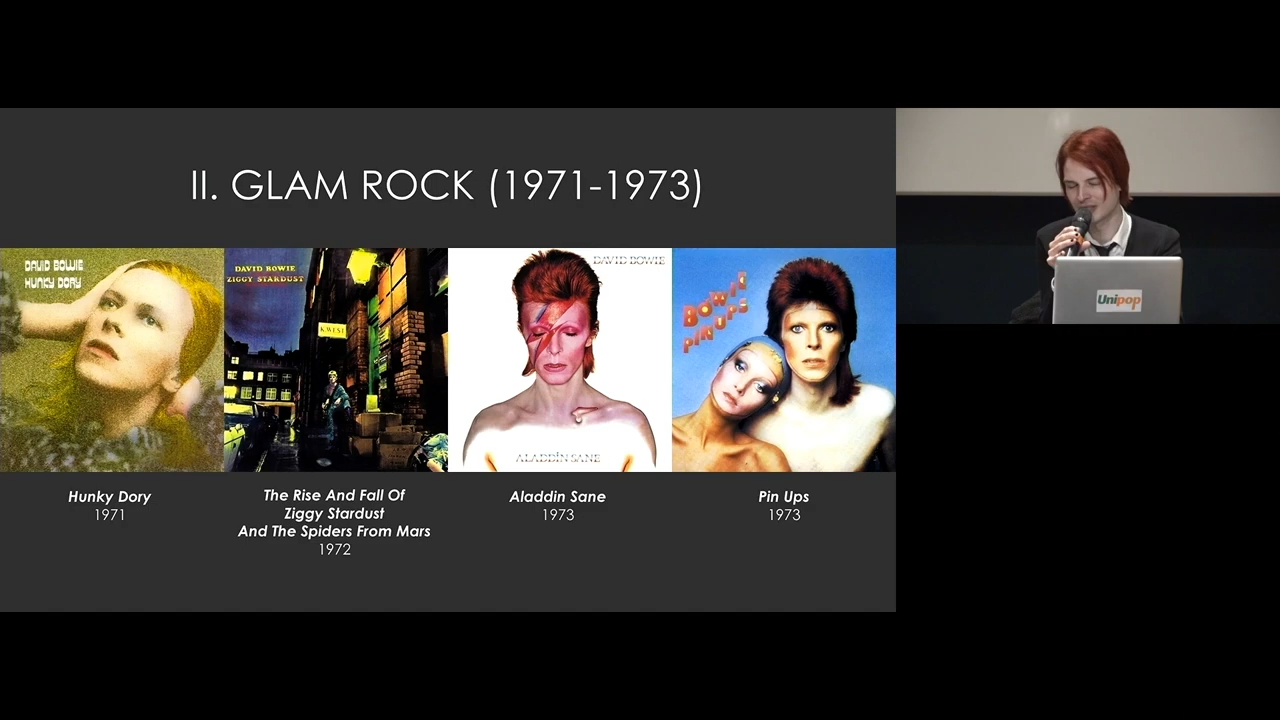 II. GLAM ROCK (1971-1973)
DAVID BOWIE
HUNKY DORY
DAVID BOWIE
ZIGGY STARDUST
K.WEST
DAVID BOWIE
ALADDIN SANE
BOWIE
PINUPS
Hunky Dory
1971
The Rise And Fall Of
Ziggy Stardust
And The Spiders From Mars
1972
Aladdin Sane
1973
Pin Ups
1973
Unipop